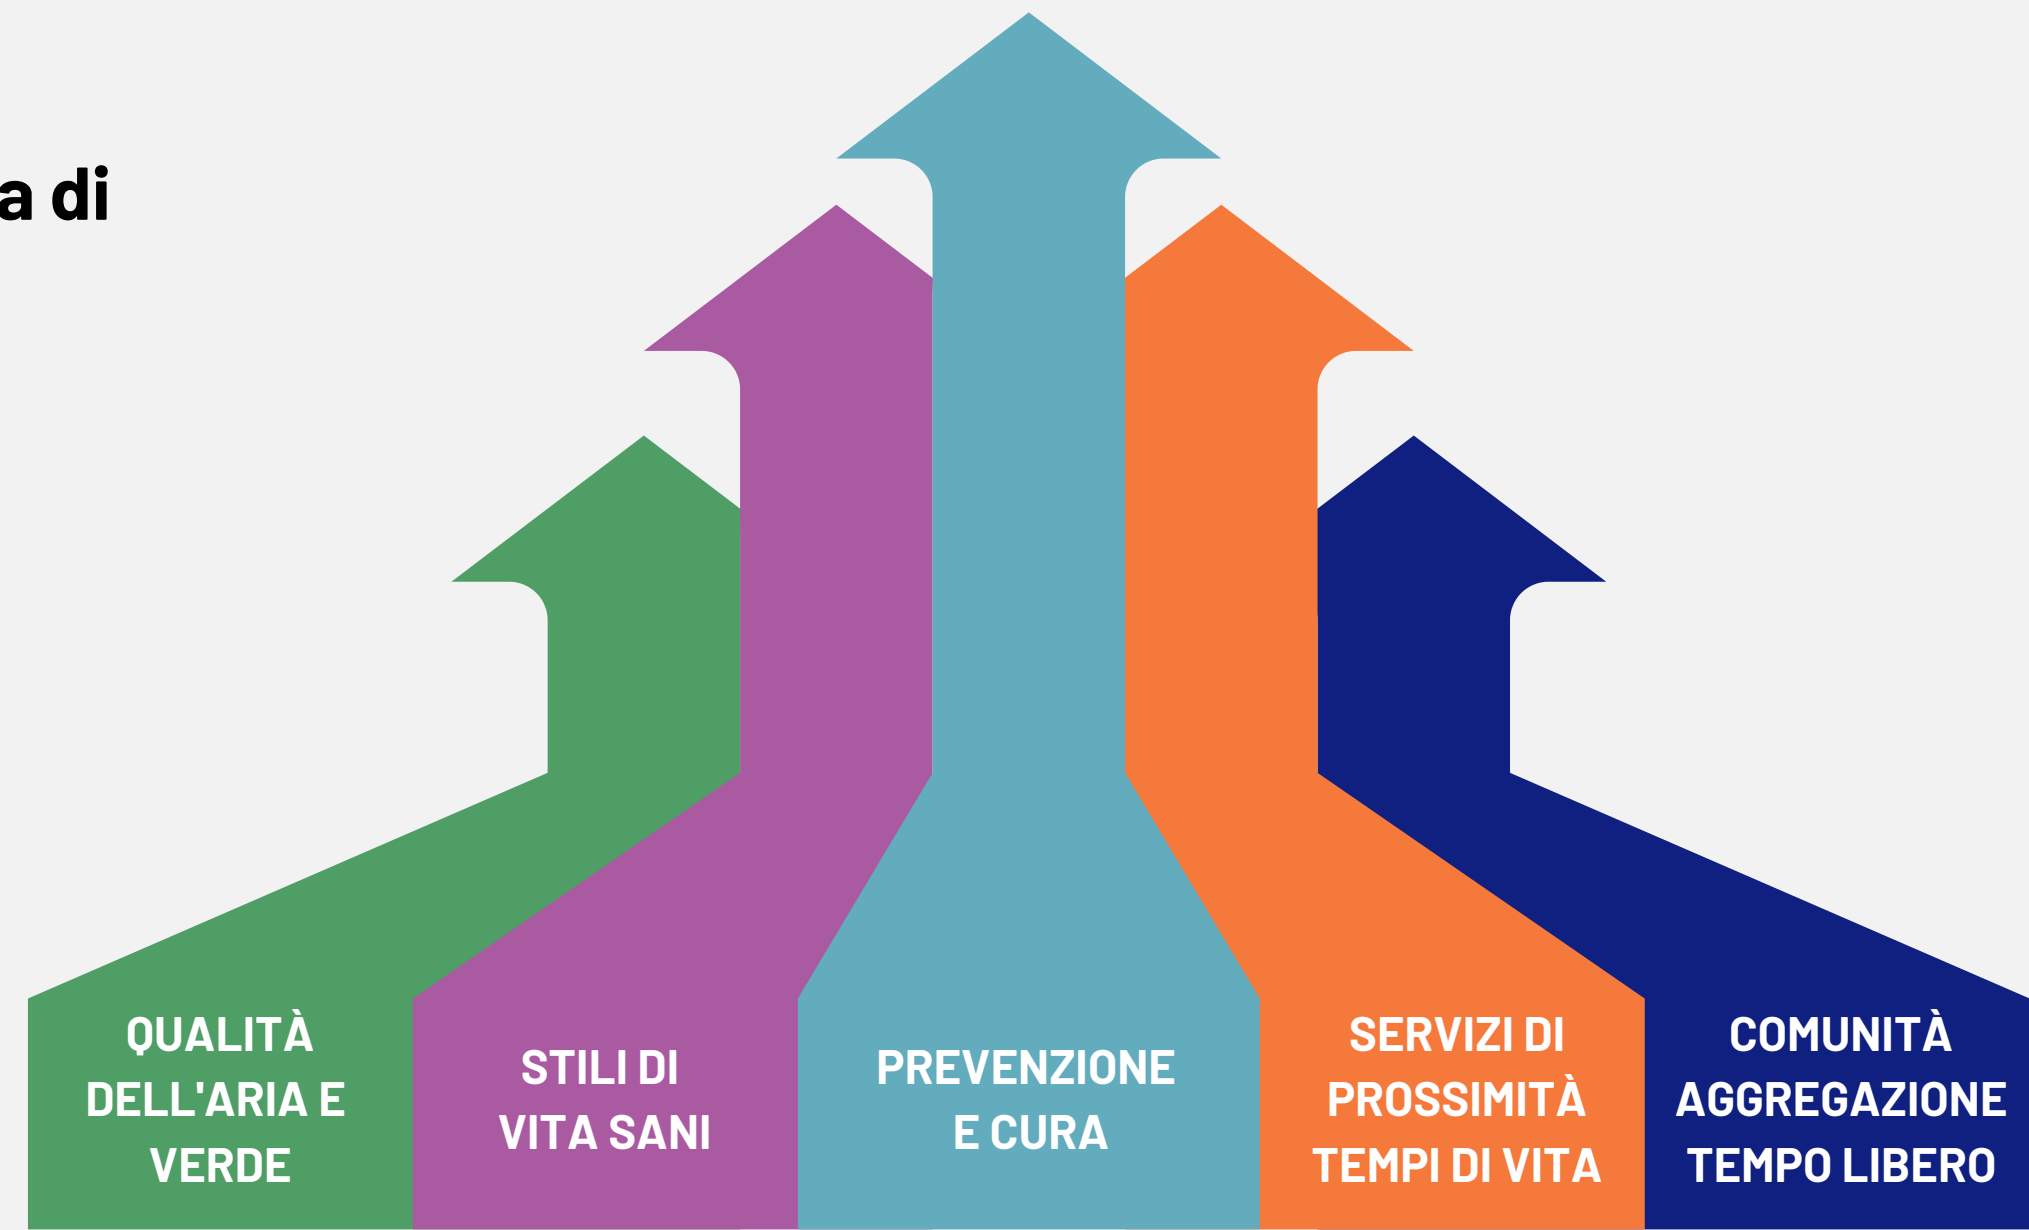 a di
QUALITÀ
DELL'ARIA E
VERDE
STILI DI
VITA SANI
PREVENZIONE
E CURA
SERVIZI DI
PROSSIMITÀ
TEMPI DI VITA
COMUNITÀ
AGGREGAZIONE
TEMPO LIBERO